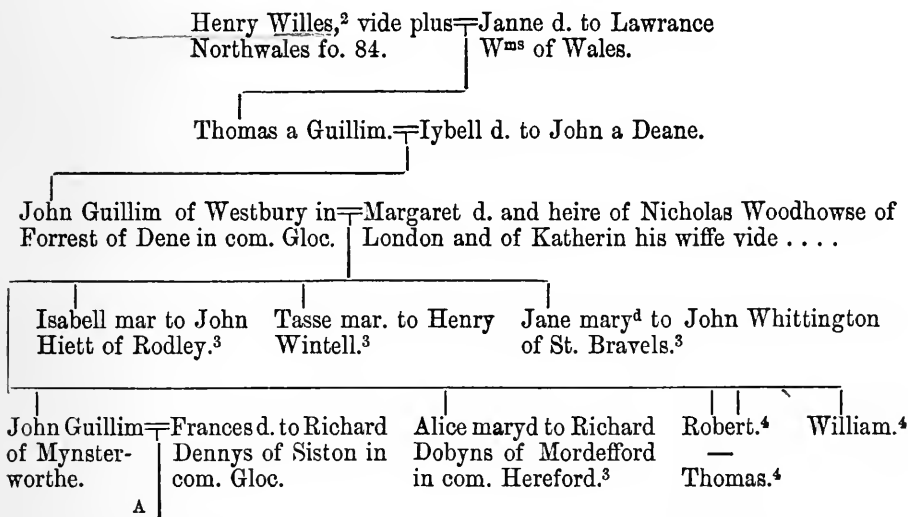 Henry Willes,² vide plus=Janne d. to Lawrance
Northwales fo. 84. Wᵐˢ of Wales.
Thomas a Guillim.=Iybell d. to John a Deane.
John Guillim of Westbury in=Margaret d. and heire of Nicholas Woodhowse of
Forrest of Dene in com. Gloc. London and of Katherin his wiffe vide . . . .
Isabell mar to John Tasse mar. to Henry Jane maryᵈ to John Whittington
Hiett of Rodley.³ Wintell.³ of St. Bravels.³
John Guillim=Frances d. to Richard Alice maryd to Richard Robert.⁴ William.⁴
of Mynster- Dennys of Siston in Dobyns of Mordefford —
worthe. com. Gloc. in com. Hereford.³ Thomas.⁴
A